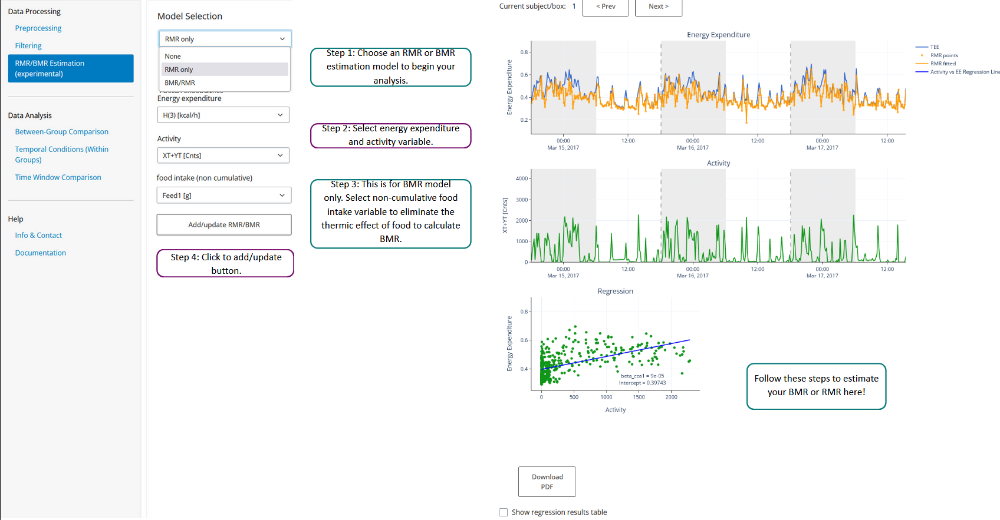 Data Processing
Preprocessing
Filtering
RMR/BMR Estimation
(experimental)
Data Analysis
Between-Group Comparison
Temporal Conditions (Within
Groups)
Time Window Comparison
Help
Info & Contact
Documentation
Model Selection
RMR only
None
RMR only
BMR/RMR
Energy expenditure
H(3) [kcal/h]
Activity
XT+YT [Cnts]
food intake (non cumulative)
Feed1 [g]
Add/update RMR/BMR
Step 4: Click to add/update
button.
Step 1: Choose an RMR or BMR
estimation model to begin your
analysis.
Step 2: Select energy expenditure
and activity variable.
Step 3: This is for BMR model
only. Select non-cumulative food
intake variable to eliminate the
thermic effect of food to calculate
BMR.
Current subject/box: 1
< Prev
Next >
Energy Expenditure
Energy Expenditure
0.8
0.6
0.4
0.2
00:00 12:00 00:00 12:00 00:00 12:00
Mar 15, 2017 Mar 16, 2017 Mar 17, 2017
TEE
RMR points
RMR fitted
Activity vs EE Regression Line
Activity
XT+YT [Cnts]
4000
3000
2000
1000
0
00:00 12:00 00:00 12:00 00:00 12:00
Mar 15, 2017 Mar 16, 2017 Mar 17, 2017
Regression
Energy Expenditure
0.8
0.6
0.4
beta_cca1 = 9e-05
Intercept = 0.39743
0 500 1000 1500 2000
Activity
Follow these steps to estimate
your BMR or RMR here!
Download
PDF
Show regression results table